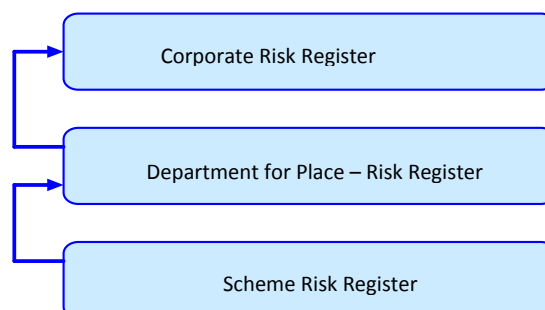 Corporate Risk Register
Department for Place – Risk Register
Scheme Risk Register